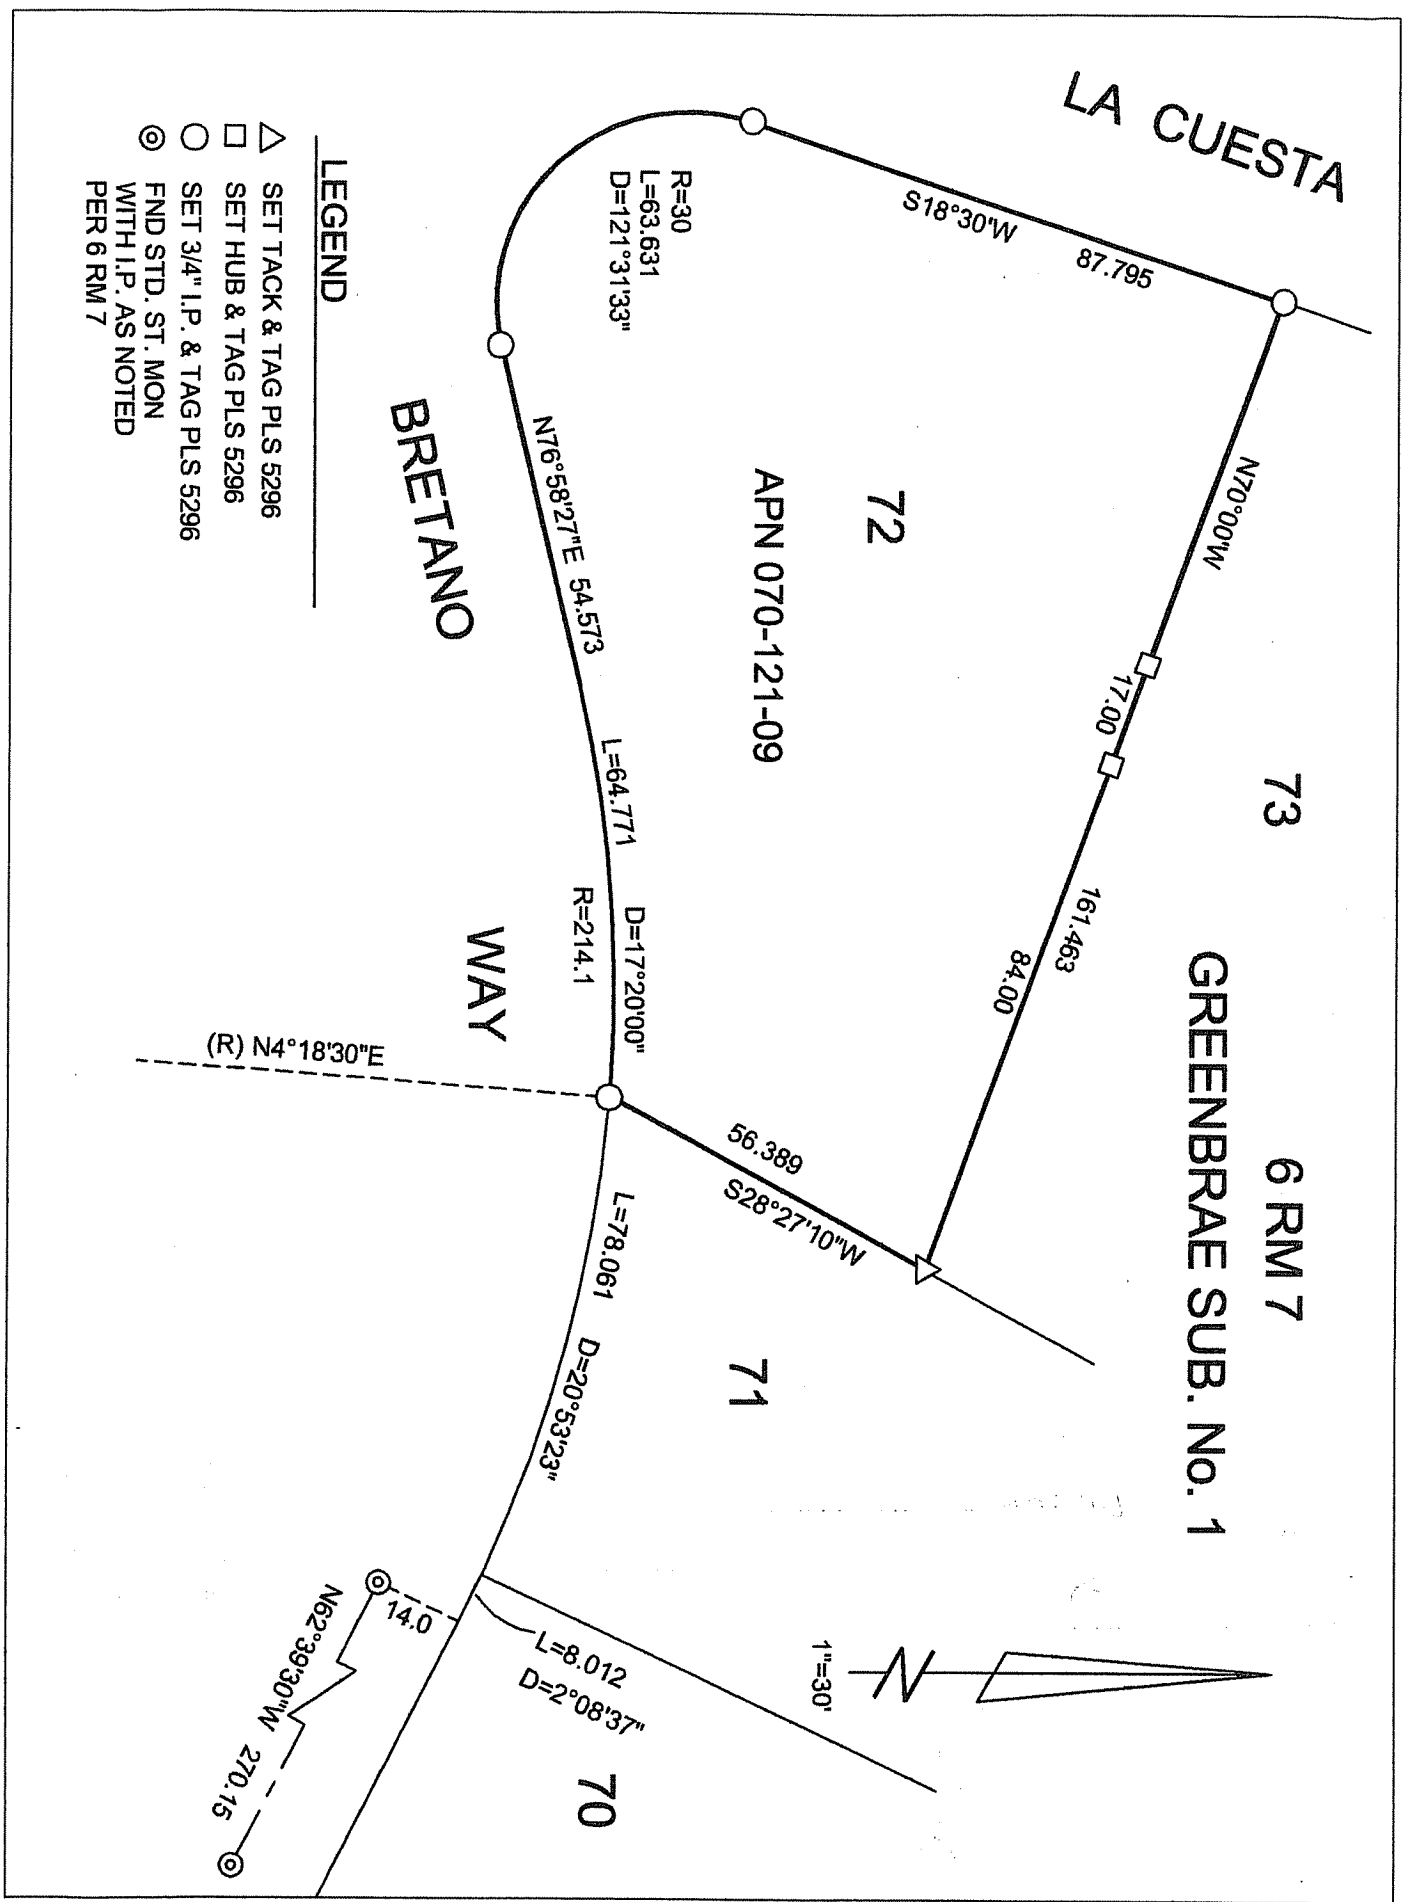 6 RM 7
GREENBRAE SUB. No. 1
73
N70°00'W
17.00
161.463
84.00
LA CUESTA
S18°30'W
87.795
72
APN 070-121-09
R=30
L=63.631
D=121°31'33"
N76°58'27"E 54.573
L=64.771
D=17°20'00"
R=214.1
56.389
S28°27'10"W
71
L=78.061
D=20°53'23"
BRETANO
WAY
(R) N4°18'30"E
1"=30'
N
L=8.012
D=2°08'37"
70
14.0
N62°39'30"W 270.15
LEGEND
SET TACK & TAG PLS 5296
SET HUB & TAG PLS 5296
SET 3/4" I.P. & TAG PLS 5296
FND STD. ST. MON
WITH I.P. AS NOTED
PER 6 RM 7